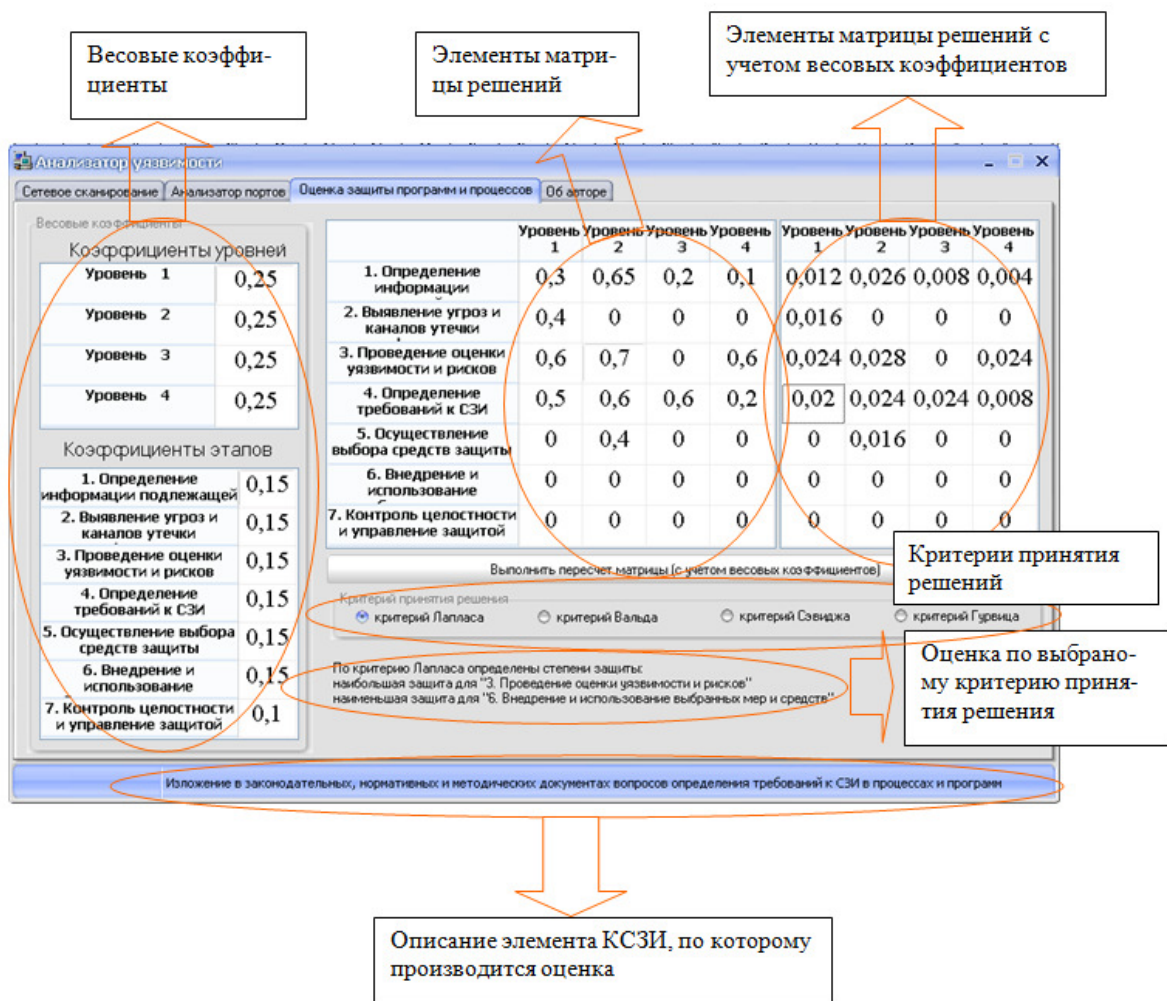 Весовые коэффи-
циенты
Элементы матри-
цы решений
Элементы матрицы решений с
учетом весовых коэффициентов
Анализатор уязвимости
Сетевое сканирование Анализатор портов Оценка защиты программ и процессов Об авторе
Весовые коэффициенты
Коэффициенты уровней
Уровень 1 0,25
Уровень 2 0,25
Уровень 3 0,25
Уровень 4 0,25
Коэффициенты этапов
1. Определение
информации подлежащей 0,15
2. Выявление угроз и
каналов утечки 0,15
3. Проведение оценки
уязвимости и рисков 0,15
4. Определение
требований к СЗИ 0,15
5. Осуществление выбора
средств защиты 0,15
6. Внедрение и
использование 0,15
7. Контроль целостности
и управление защитой 0,1
Уровень Уровень Уровень Уровень Уровень Уровень Уровень Уровень
1 2 3 4 1 2 3 4
1. Определение
информации 0,3 0,65 0,2 0,1 0,012 0,026 0,008 0,004
2. Выявление угроз и
каналов утечки 0,4 0 0 0 0,016 0 0 0
3. Проведение оценки
уязвимости и рисков 0,6 0,7 0 0,6 0,024 0,028 0 0,024
4. Определение
требований к СЗИ 0,5 0,6 0,6 0,2 0,02 0,024 0,024 0,008
5. Осуществление
выбора средств защиты 0 0,4 0 0 0 0,016 0 0
6. Внедрение и
использование 0 0 0 0 0 0 0 0
7. Контроль целостности
и управление защитой 0 0 0 0 0 0 0 0
Выполнить пересчет матрицы (с учетом весовых коэффициентов)
Критерии принятия
решений
Критерий принятия решения
критерий Лапласа критерий Вальда критерий Сэвиджа критерий Гурвица
По критерию Лапласа определены степени защиты:
наибольшая защита для "3. Проведение оценки уязвимости и рисков"
наименьшая защита для "6. Внедрение и использование выбранных мер и средств"
Оценка по выбрано-
му критерию приня-
тия решения
Изложение в законодательных, нормативных и методических документах вопросов определения требований к СЗИ в процессах и программ
Описание элемента КСЗИ, по которому
производится оценка